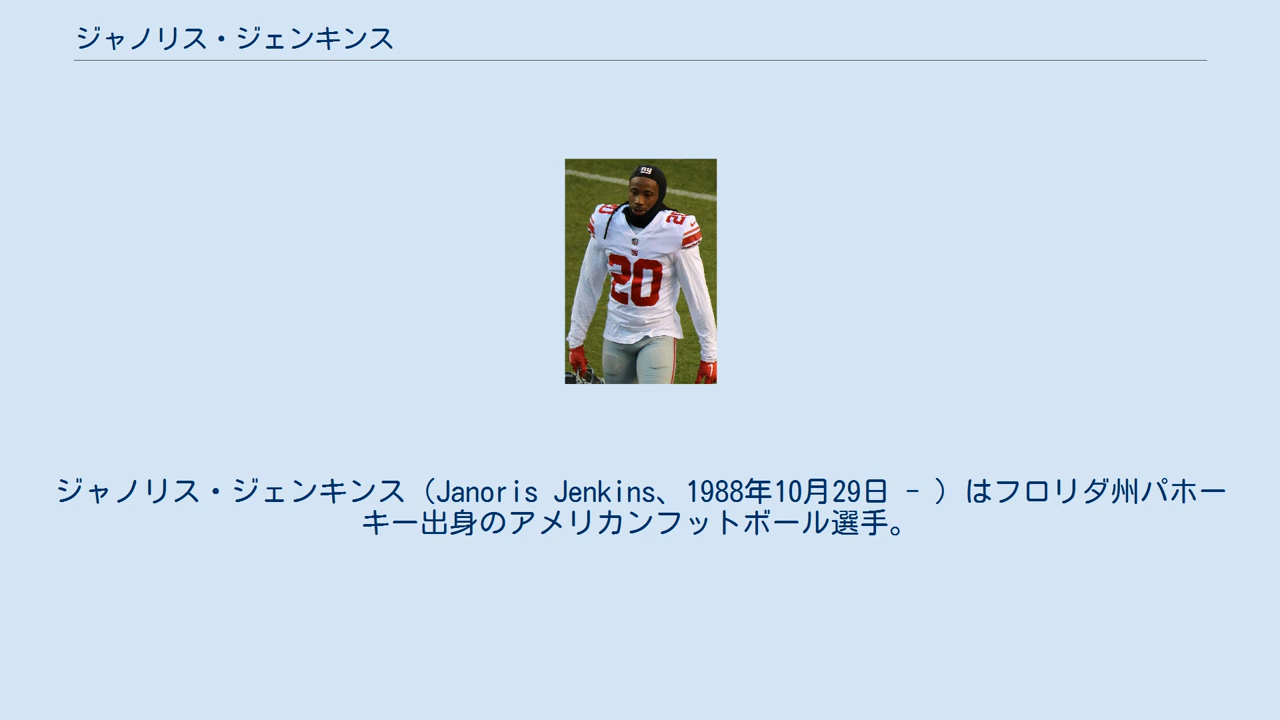 ジャノリス・ジェンキンス
ny
20
20
20
ジャノリス・ジェンキンス（Janoris Jenkins、1988年10月29日 - ）はフロリダ州パホー
キー出身のアメリカンフットボール選手。